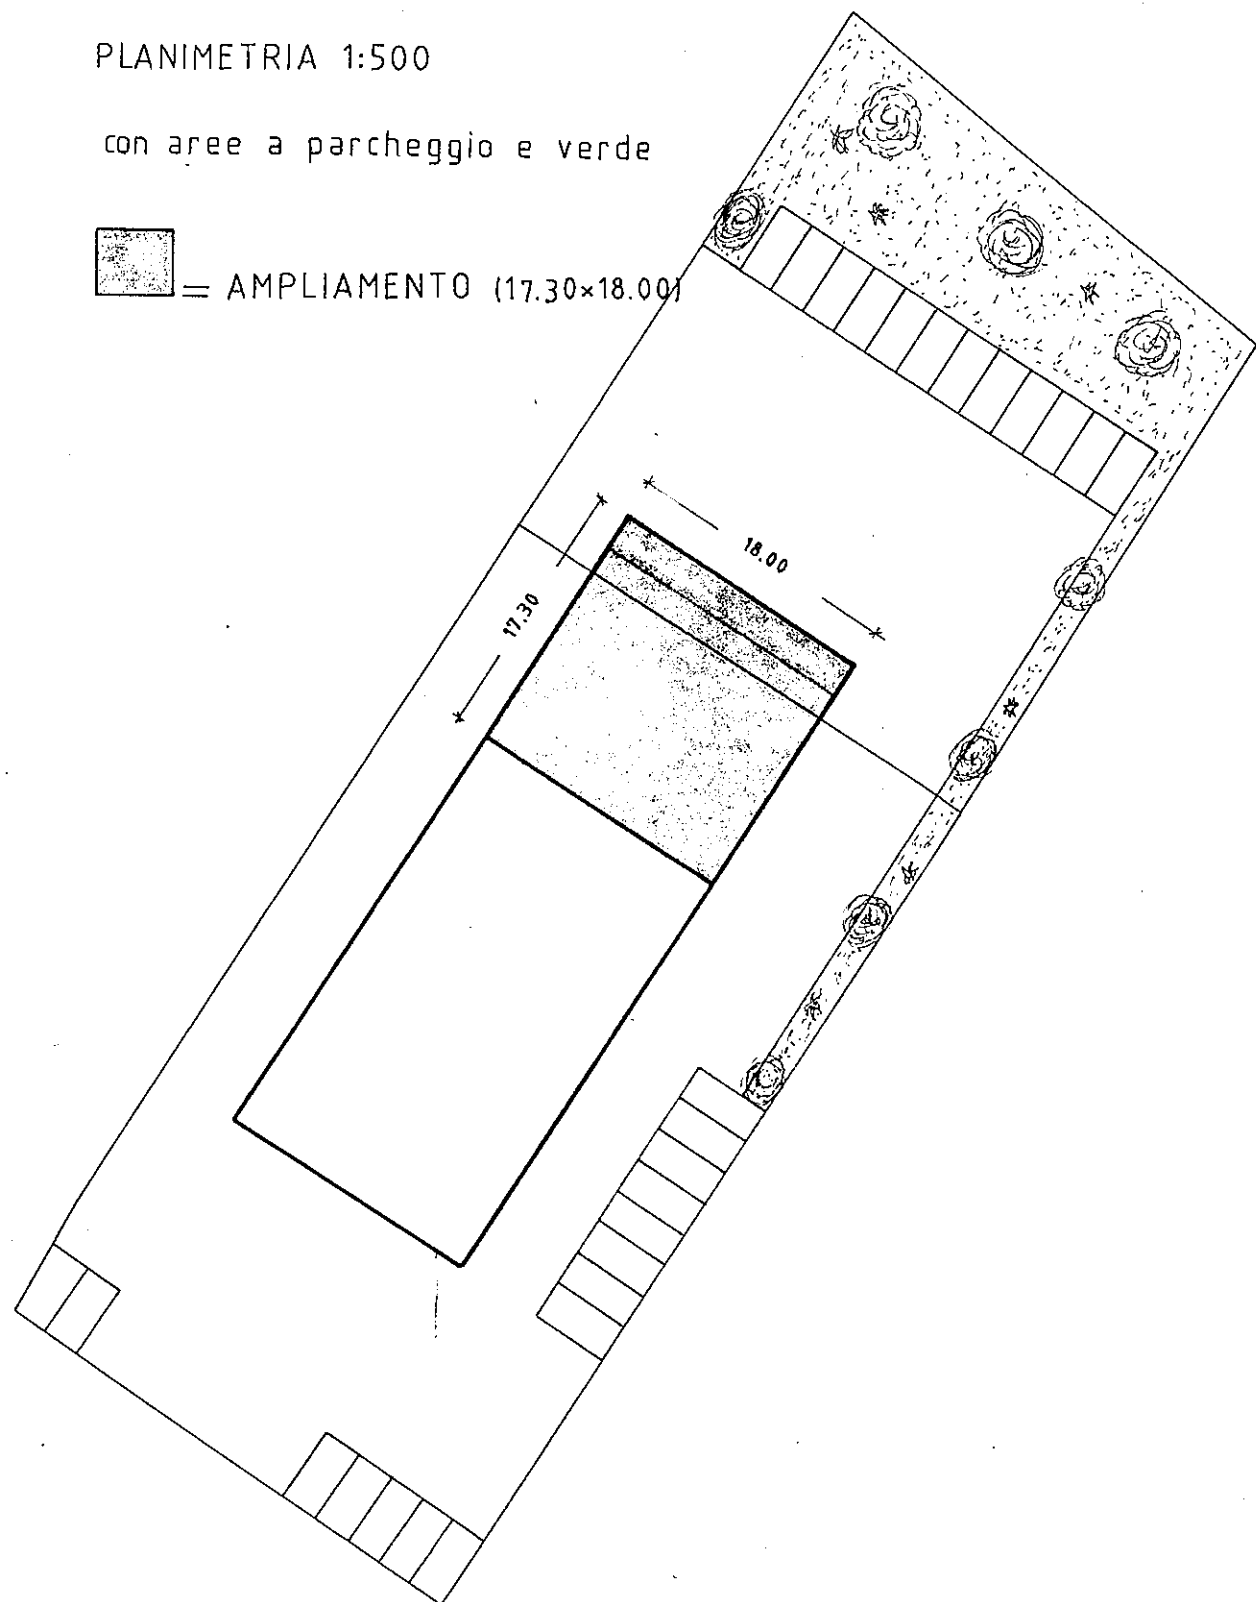 PLANIMETRIA 1:500
con aree a parcheggio e verde
= AMPLIAMENTO (17.30×18.00)
18.00
17.30